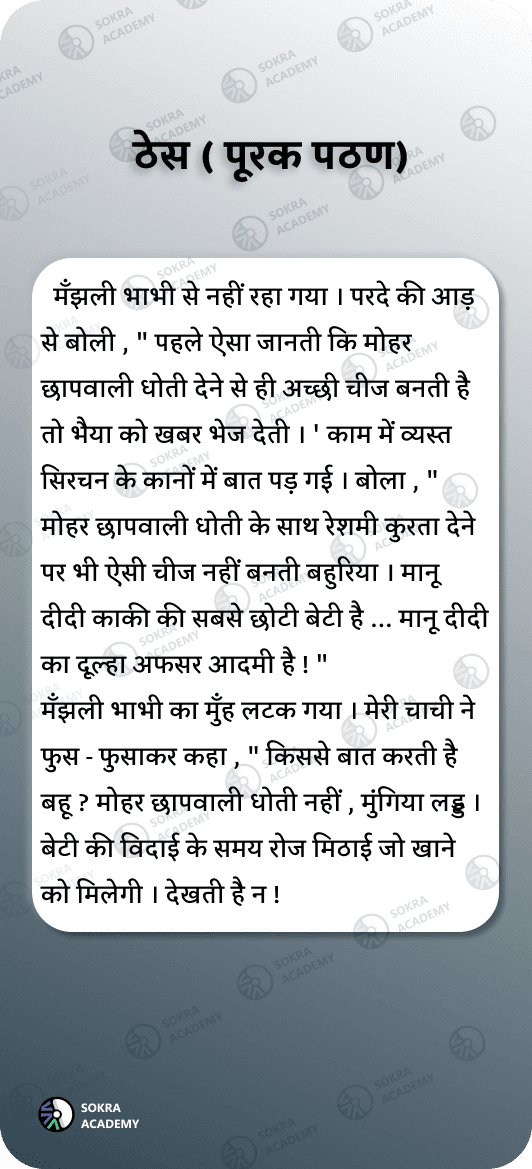 ठेस ( पूरक पठण)
मँझली भाभी से नहीं रहा गया । परदे की आड़
से बोली , " पहले ऐसा जानती कि मोहर
छापवाली धोती देने से ही अच्छी चीज बनती है
तो भैया को खबर भेज देती । ' काम में व्यस्त
सिरचन के कानों में बात पड़ गई । बोला , "
मोहर छापवाली धोती के साथ रेशमी कुरता देने
पर भी ऐसी चीज नहीं बनती बहुरिया । मानू
दीदी काकी की सबसे छोटी बेटी है ... मानू दीदी
का दूल्हा अफसर आदमी है ! "
मँझली भाभी का मुँह लटक गया । मेरी चाची ने
फुस - फुसाकर कहा , " किससे बात करती है
बहू ? मोहर छापवाली धोती नहीं , मुंगिया लड्डु ।
बेटी की विदाई के समय रोज मिठाई जो खाने
को मिलेगी । देखती है न !
SOKRA
ACADEMY